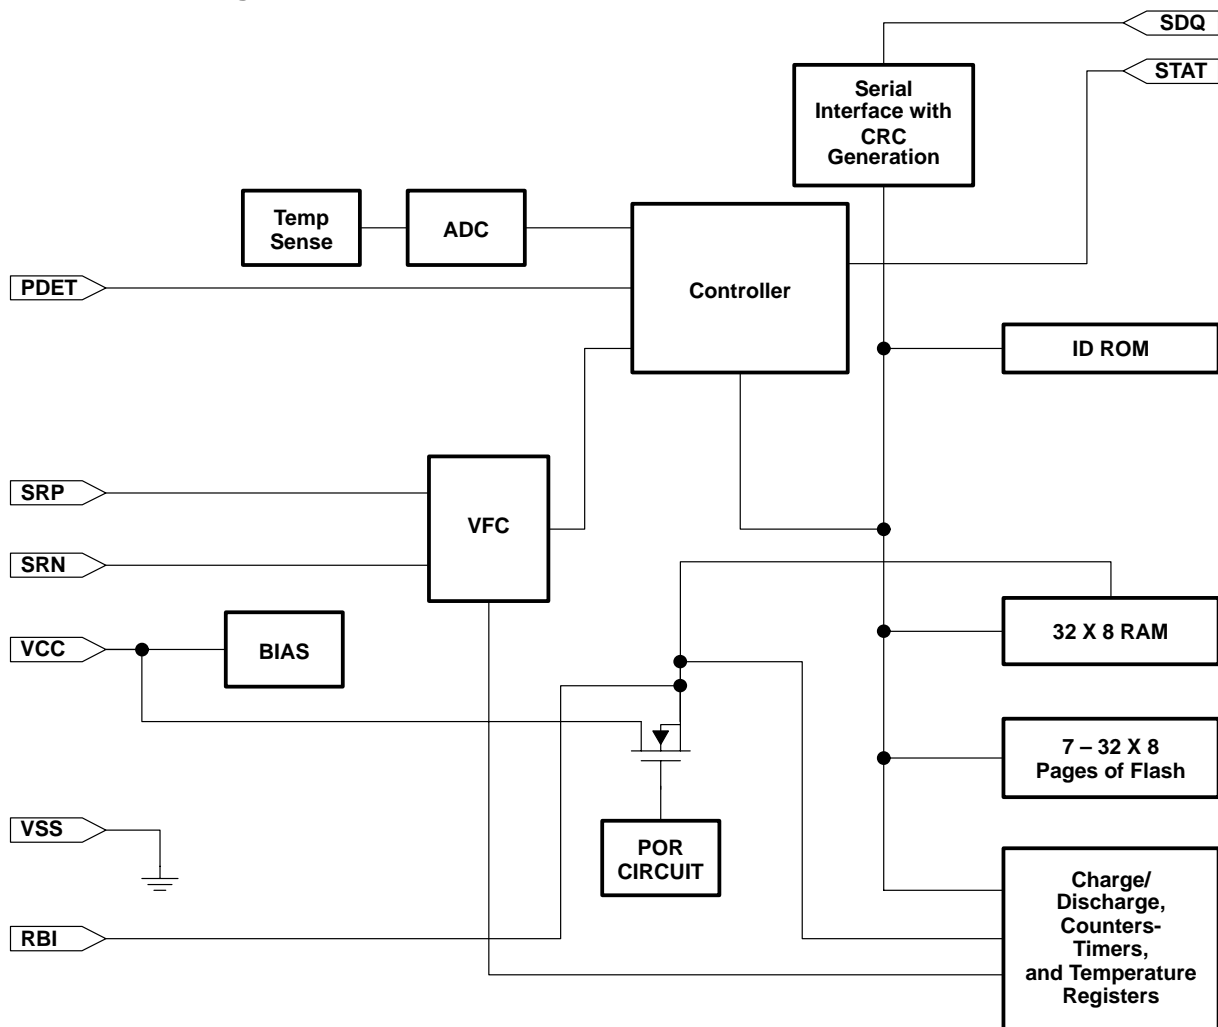 SDQ
STAT
Serial
Interface with
CRC
Generation
Temp
Sense
ADC
PDET
Controller
ID ROM
SRP
VFC
SRN
32 X 8 RAM
VCC
BIAS
7 – 32 X 8
Pages of Flash
VSS
POR
CIRCUIT
Charge/
Discharge,
Counters-
Timers,
and Temperature
Registers
RBI